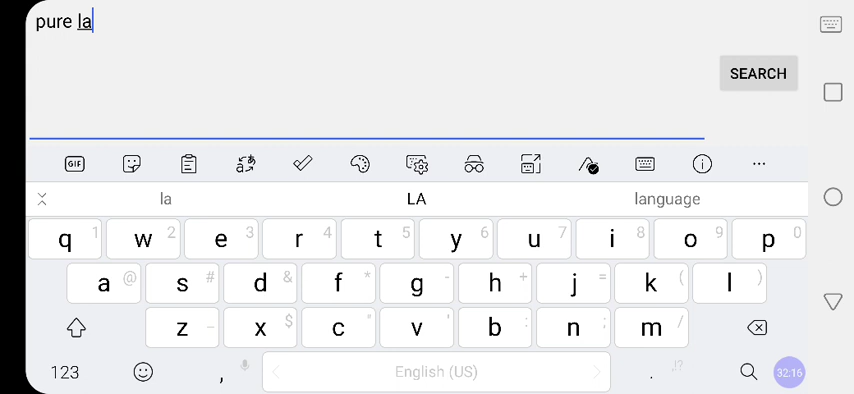 pure la
SEARCH
GIF
la LA language
q 1 w 2 e 3 r 4 t 5 y 6 u 7 i 8 o 9 p 0
a @ s # d & f * g - h + j = k ( l )
z _ x $ c " v ' b : n ; m /
123 , English (US) . ,!? 32:16